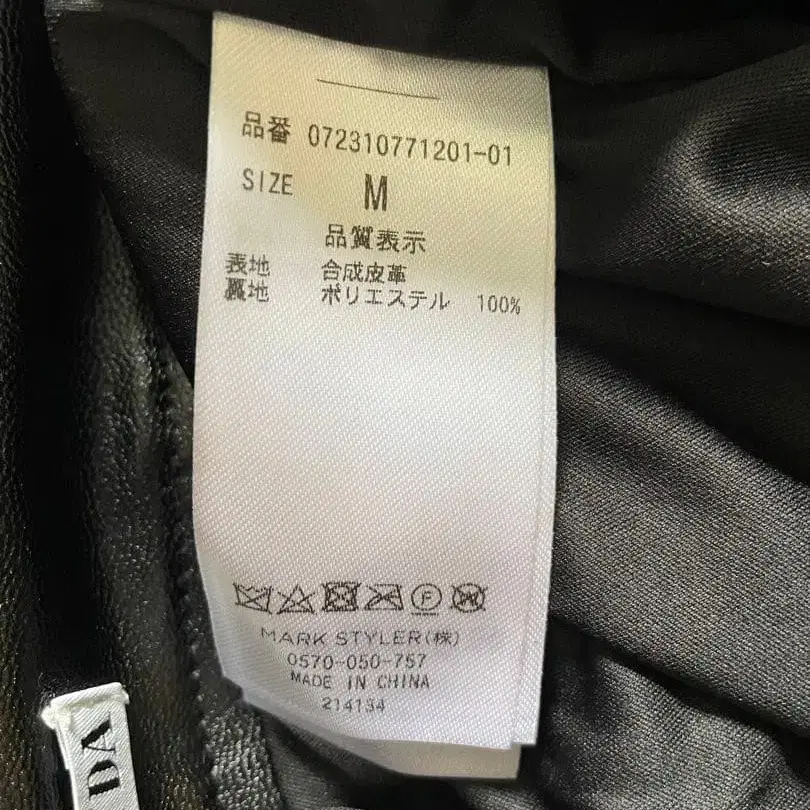 品番 072310771201-01
SIZE M
品質表示
表地 合成皮革
裏地 ポリエステル 100%
F
MARK STYLER(株)
0570-050-757
MADE IN CHINA
214134
DA